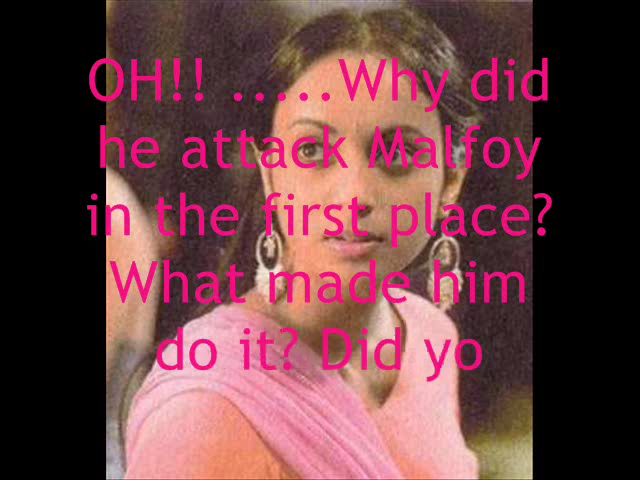 OH!! .....Why did
he attack Malfoy
in the first place?
What made him
do it? Did yo